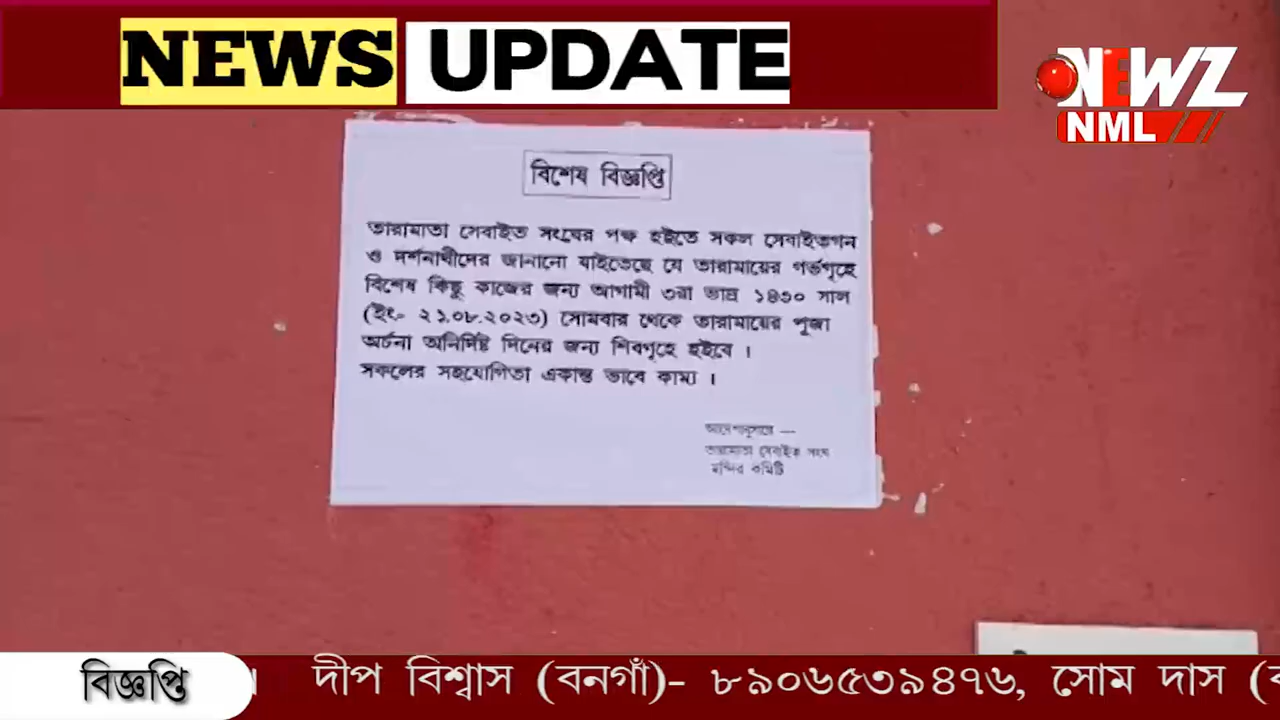 NEWS UPDATE
NEWZ
NML
বিশেষ বিজ্ঞপ্তি
তারামাতা সেবাইত সংঘের পক্ষ হইতে সকল সেবাইতগন
ও দর্শনার্থীদের জানানো যাইতেছে যে তারামায়ের গর্ভগৃহে
বিশেষ কিছু কাজের জন্য আগামী ৩রা ভাদ্র ১৪৩০ সাল
(ইং- ২১.০৮.২০২৩) সোমবার থেকে তারামায়ের পূজা
অর্চনা অনির্দিষ্ট দিনের জন্য শিবগৃহে হইবে ।
সকলের সহযোগিতা একান্ত ভাবে কাম্য ।
আদেশানুসারে —
তারামাতা সেবাইত সংঘ
মন্দির কমিটি
বিজ্ঞপ্তি । দীপ বিশ্বাস (বনগাঁ)- ৮৯০৬৫৩৯৪৭৬, সোম দাস (ব